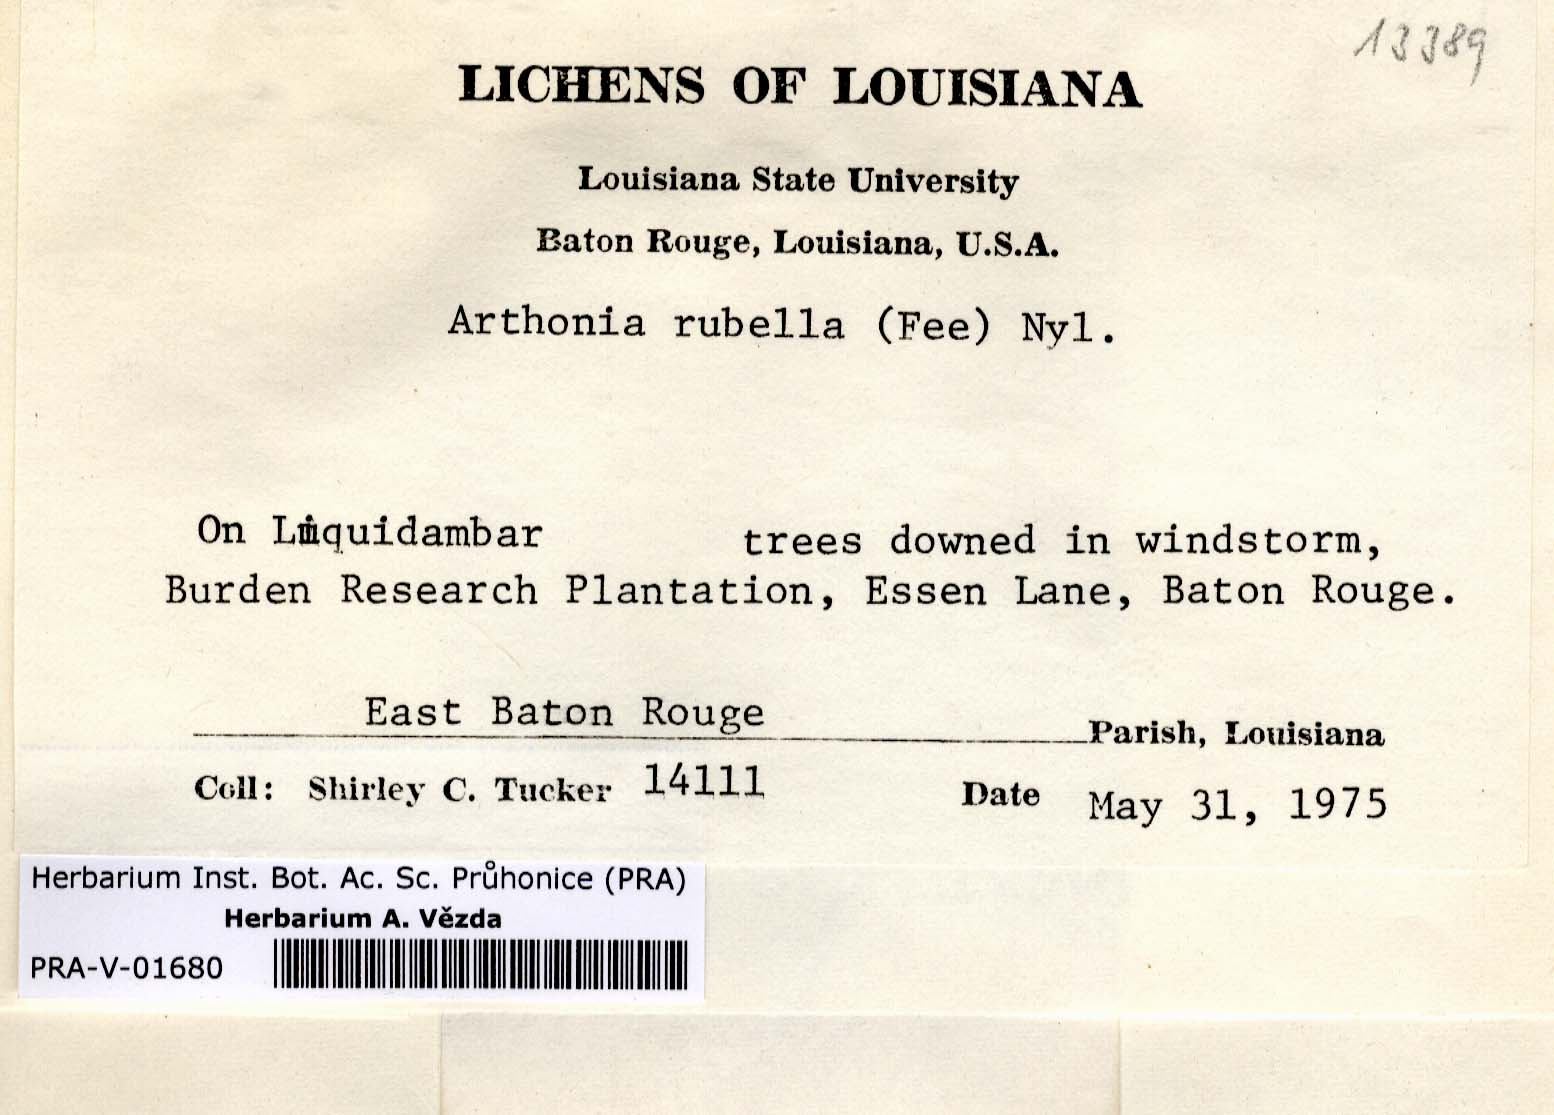 13389
LICHENS OF LOUISIANA
Louisiana State University
Baton Rouge, Louisiana, U.S.A.
Arthonia rubella (Fee) Nyl.
On Liquidambar trees downed in windstorm,
Burden Research Plantation, Essen Lane, Baton Rouge.
East Baton Rouge Parish, Louisiana
Coll: Shirley C. Tucker 14111 Date May 31, 1975
Herbarium Inst. Bot. Ac. Sc. Průhonice (PRA)
Herbarium A. Vězda
PRA-V-01680